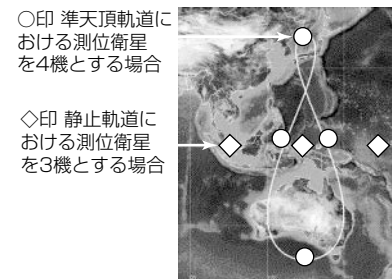 ○印 準天頂軌道に
おける測位衛星
を4機とする場合
◇印 静止軌道に
おける測位衛星
を3機とする場合